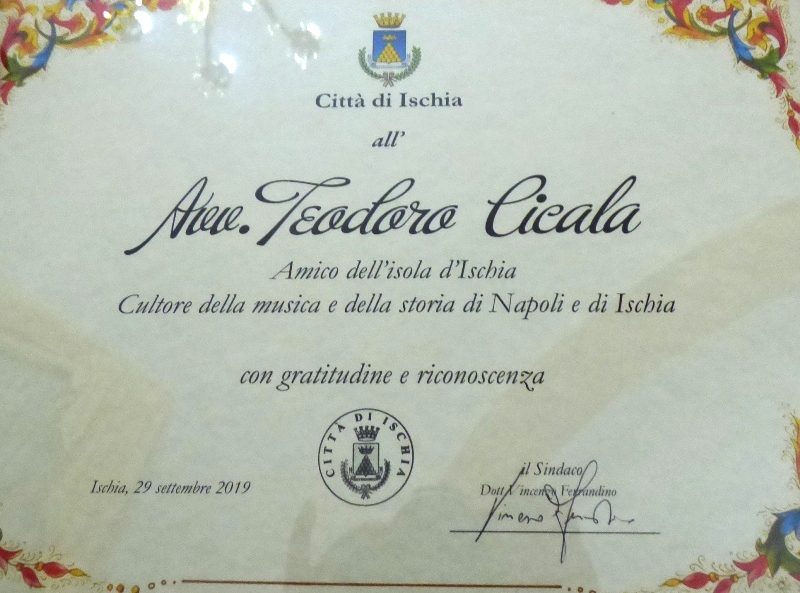 Città di Ischia
all'
Avv. Teodoro Cicala
Amico dell'isola d'Ischia
Cultore della musica e della storia di Napoli e di Ischia
con gratitudine e riconoscenza
CITTÀ DI ISCHIA
Ischia, 29 settembre 2019
il Sindaco
Dott. Vincenzo Ferrandino